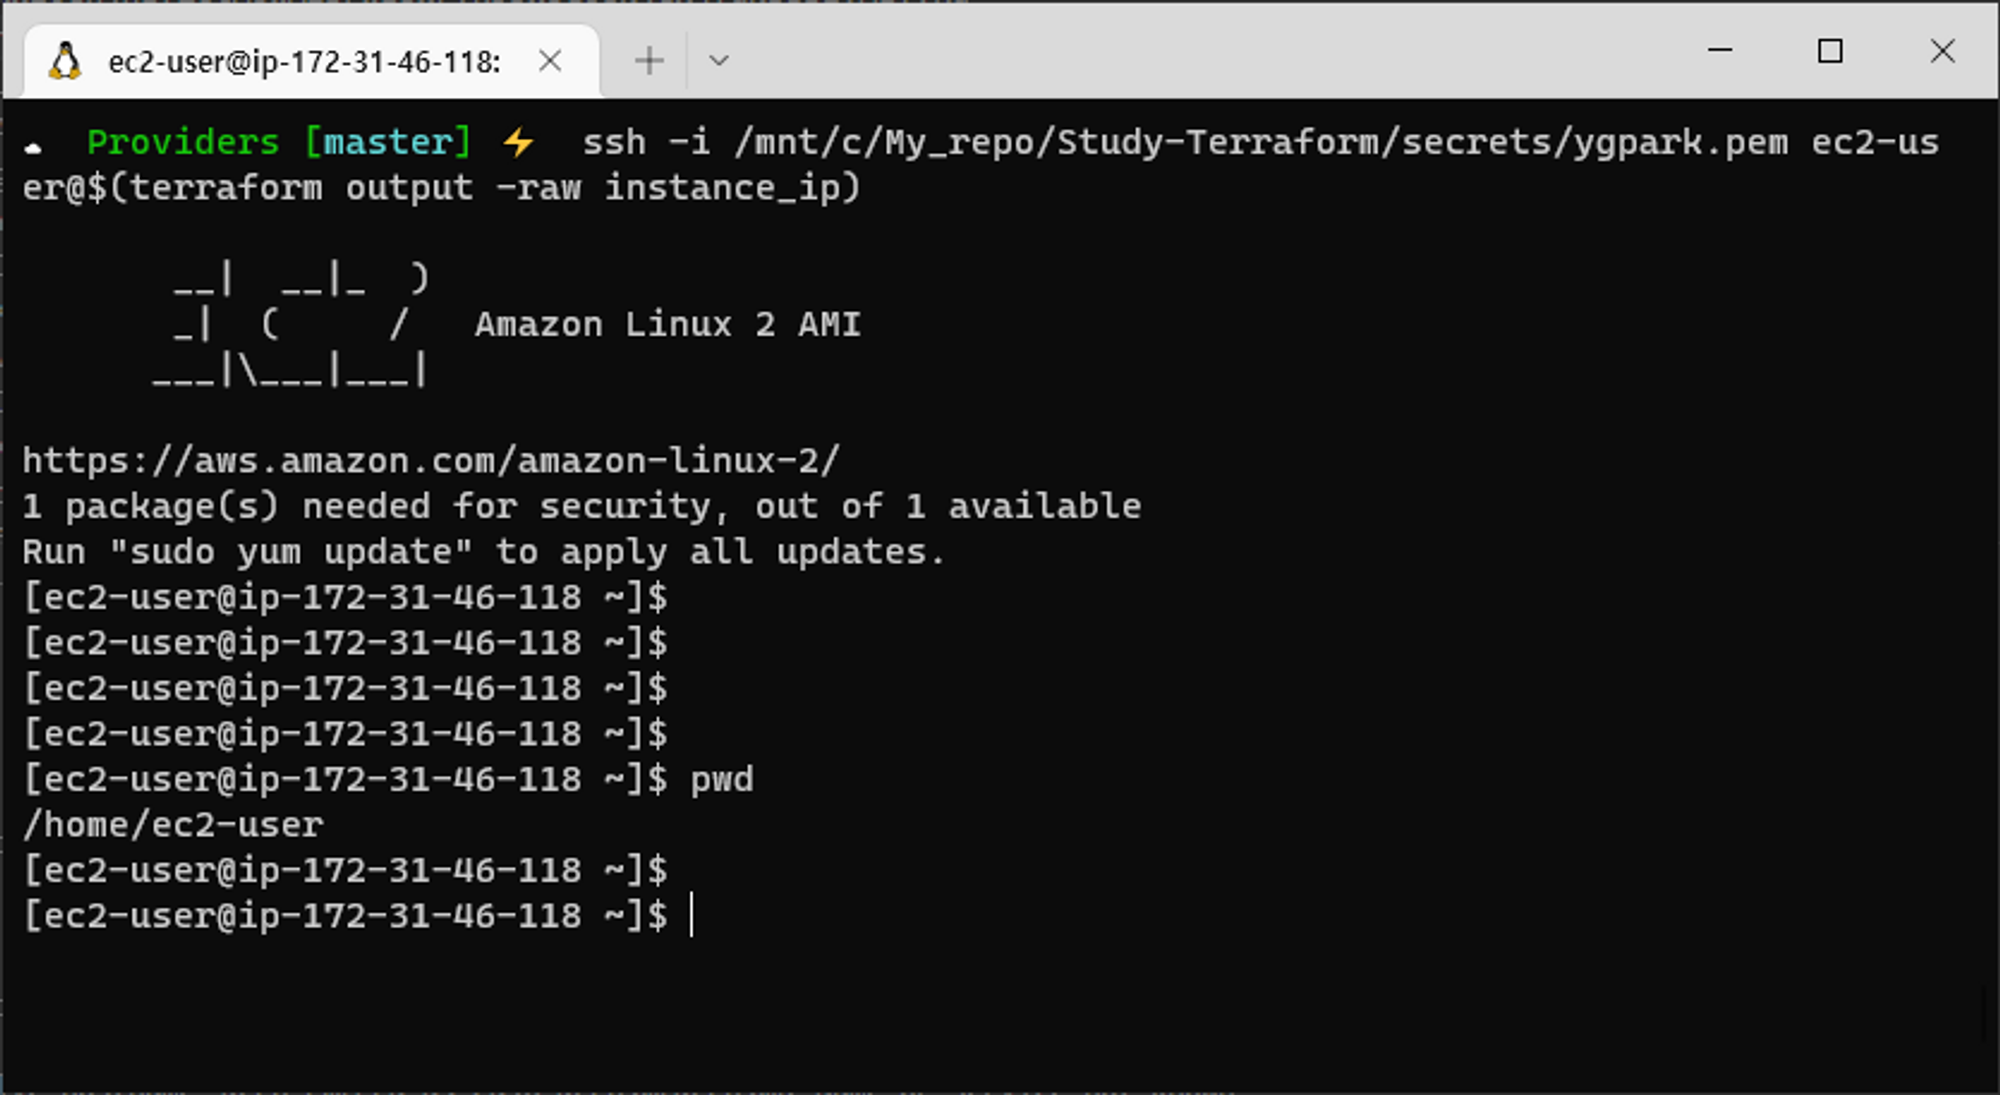 ec2-user@ip-172-31-46-118:
Providers [master] ⚡ ssh -i /mnt/c/My_repo/Study-Terraform/secrets/ygpark.pem ec2-us
er@$(terraform output -raw instance_ip)
       __|  __|_  )
       _|  (     /   Amazon Linux 2 AMI
      ___|\___|___|
https://aws.amazon.com/amazon-linux-2/
1 package(s) needed for security, out of 1 available
Run "sudo yum update" to apply all updates.
[ec2-user@ip-172-31-46-118 ~]$
[ec2-user@ip-172-31-46-118 ~]$
[ec2-user@ip-172-31-46-118 ~]$
[ec2-user@ip-172-31-46-118 ~]$
[ec2-user@ip-172-31-46-118 ~]$ pwd
/home/ec2-user
[ec2-user@ip-172-31-46-118 ~]$
[ec2-user@ip-172-31-46-118 ~]$